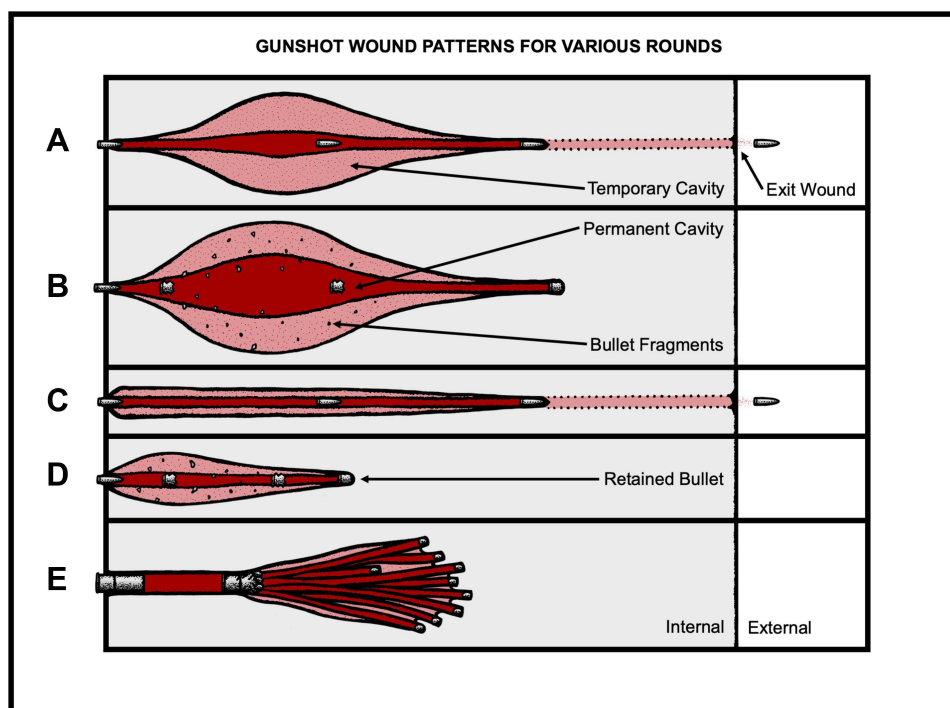 GUNSHOT WOUND PATTERNS FOR VARIOUS ROUNDS
A
Temporary Cavity
Exit Wound
B
Permanent Cavity
Bullet Fragments
C
D
Retained Bullet
E
Internal
External